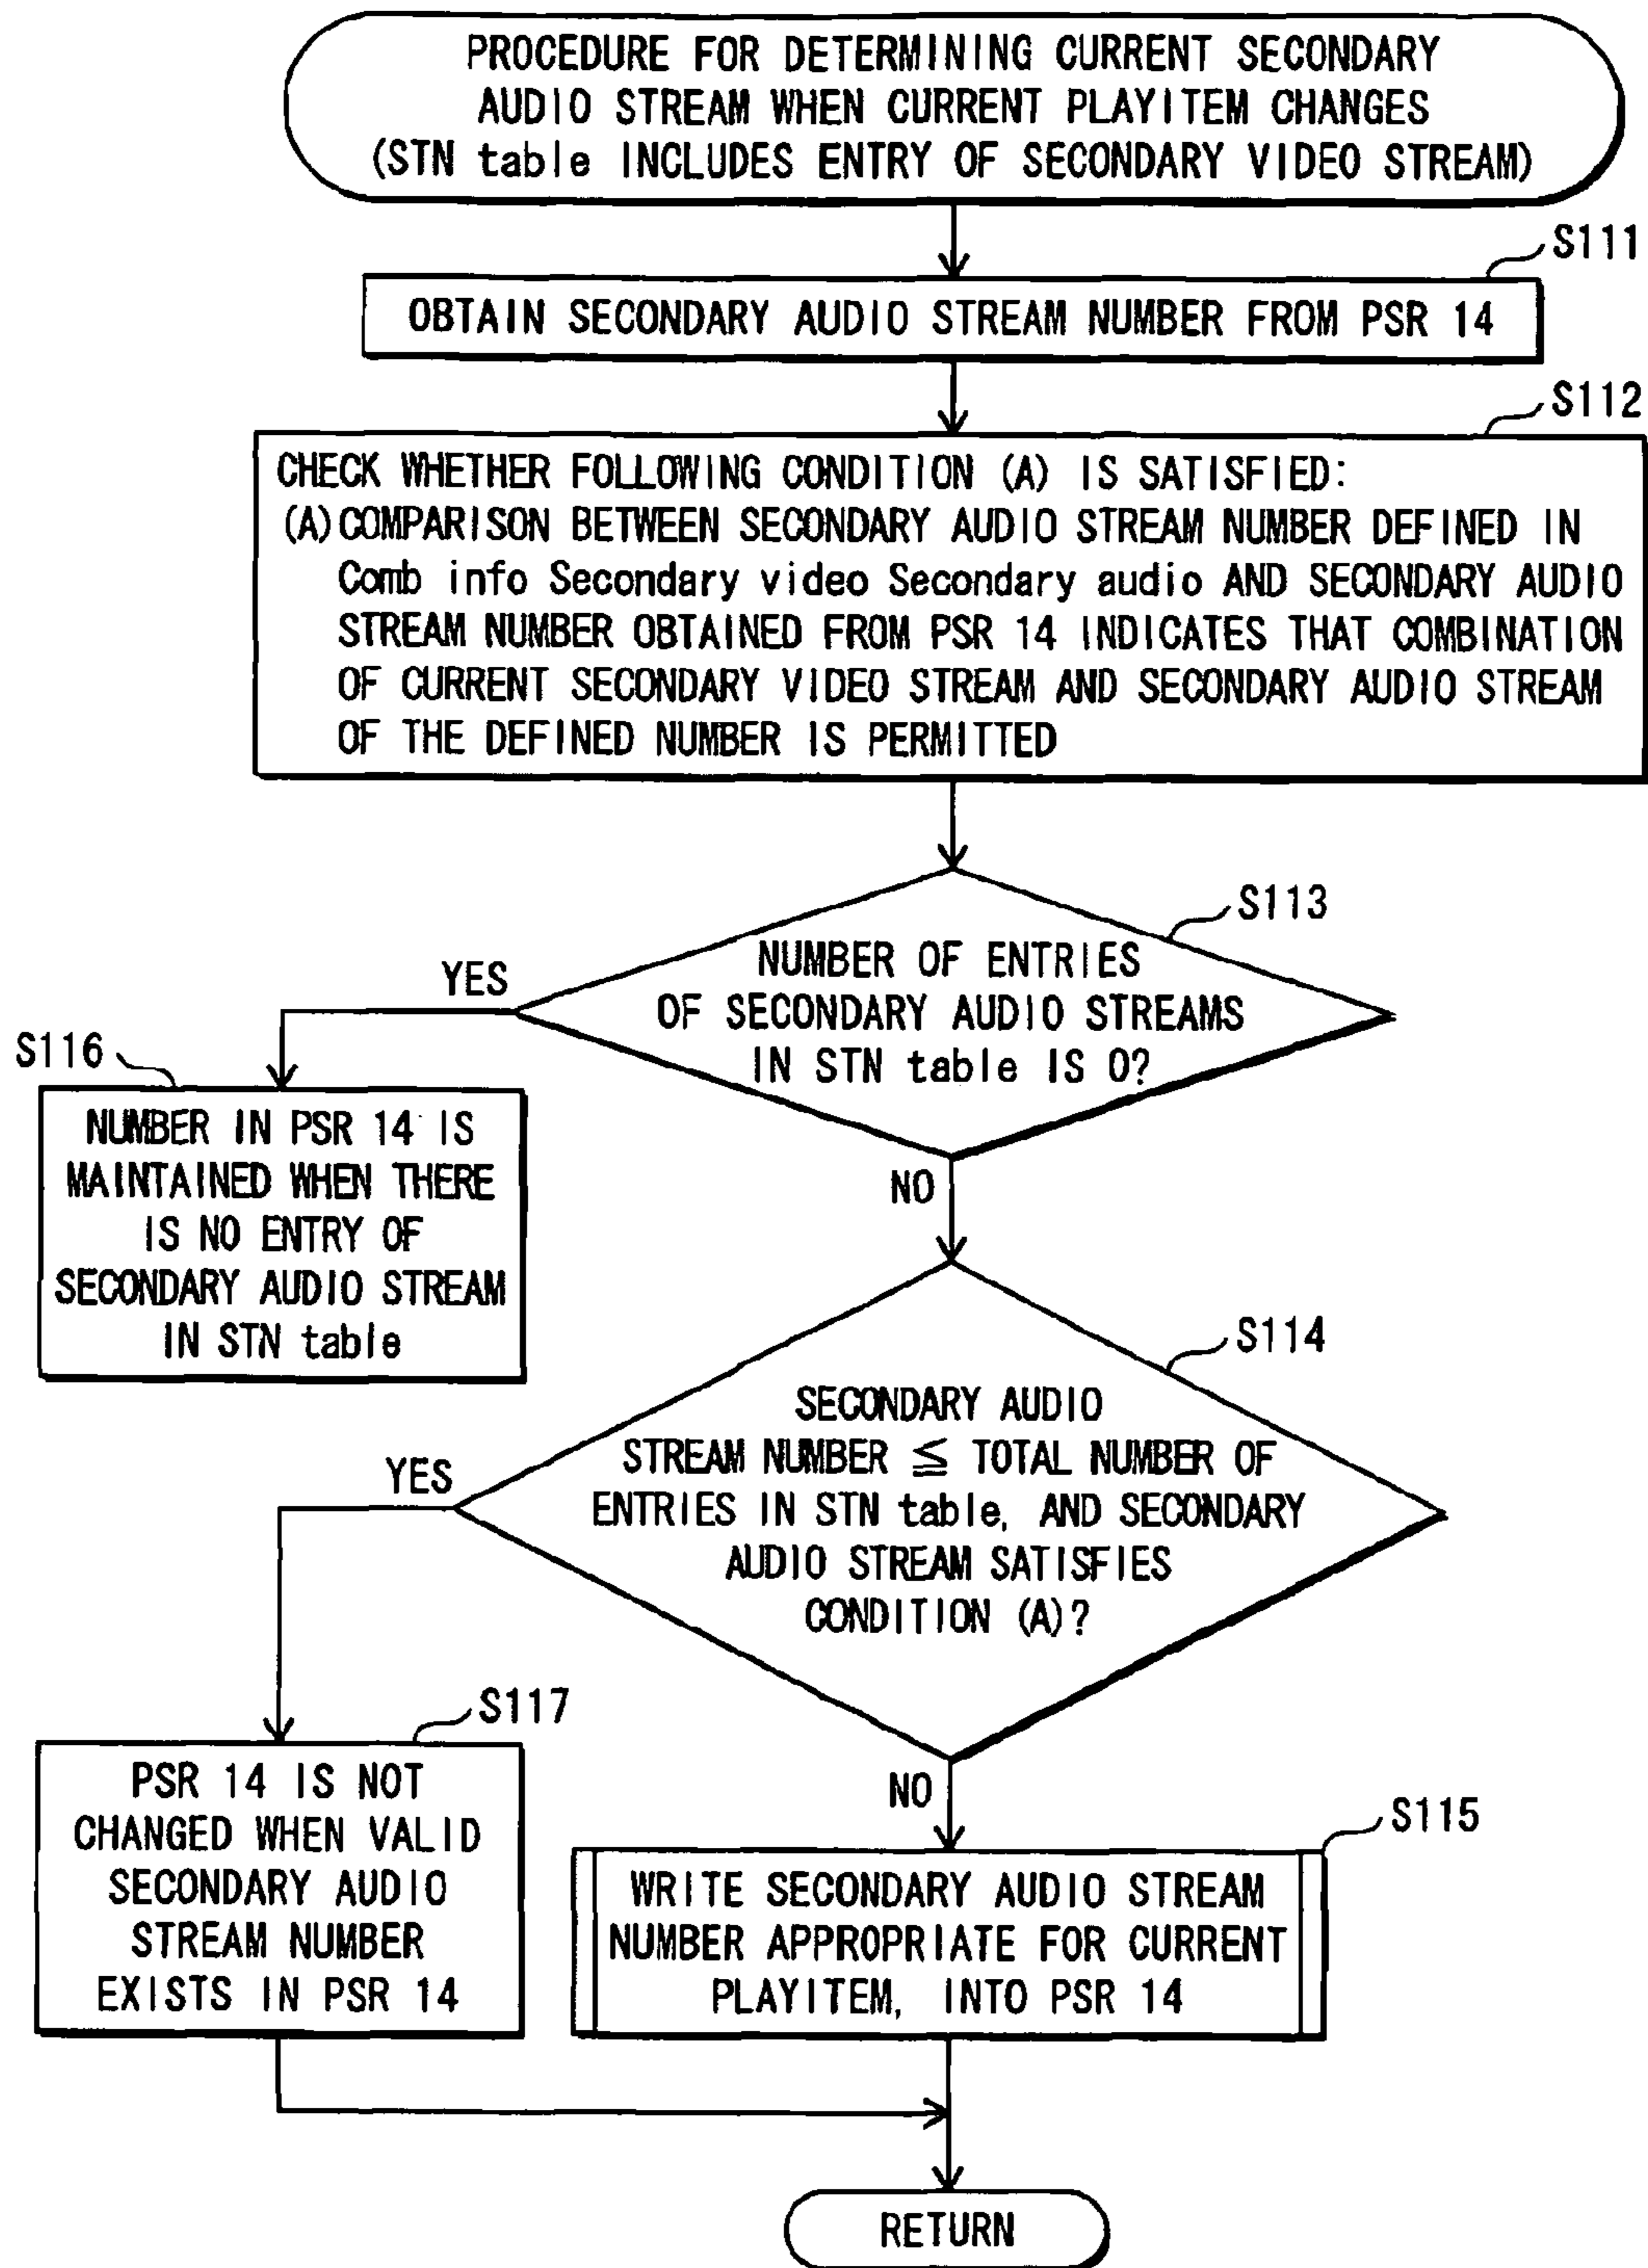 PROCEDURE FOR DETERMINING CURRENT SECONDARY
AUDIO STREAM WHEN CURRENT PLAYITEM CHANGES
(STN table INCLUDES ENTRY OF SECONDARY VIDEO STREAM)
S111
OBTAIN SECONDARY AUDIO STREAM NUMBER FROM PSR 14
S112
CHECK WHETHER FOLLOWING CONDITION (A) IS SATISFIED:
(A) COMPARISON BETWEEN SECONDARY AUDIO STREAM NUMBER DEFINED IN
Comb info Secondary video Secondary audio AND SECONDARY AUDIO
STREAM NUMBER OBTAINED FROM PSR 14 INDICATES THAT COMBINATION
OF CURRENT SECONDARY VIDEO STREAM AND SECONDARY AUDIO STREAM
OF THE DEFINED NUMBER IS PERMITTED
S113
NUMBER OF ENTRIES
OF SECONDARY AUDIO STREAMS
IN STN table IS 0?
YES
S116
NUMBER IN PSR 14 IS
MAINTAINED WHEN THERE
IS NO ENTRY OF
SECONDARY AUDIO STREAM
IN STN table
NO
S114
SECONDARY AUDIO
STREAM NUMBER ≦ TOTAL NUMBER OF
ENTRIES IN STN table, AND SECONDARY
AUDIO STREAM SATISFIES
CONDITION (A)?
YES
S117
PSR 14 IS NOT
CHANGED WHEN VALID
SECONDARY AUDIO
STREAM NUMBER
EXISTS IN PSR 14
NO
S115
WRITE SECONDARY AUDIO STREAM
NUMBER APPROPRIATE FOR CURRENT
PLAYITEM, INTO PSR 14
RETURN